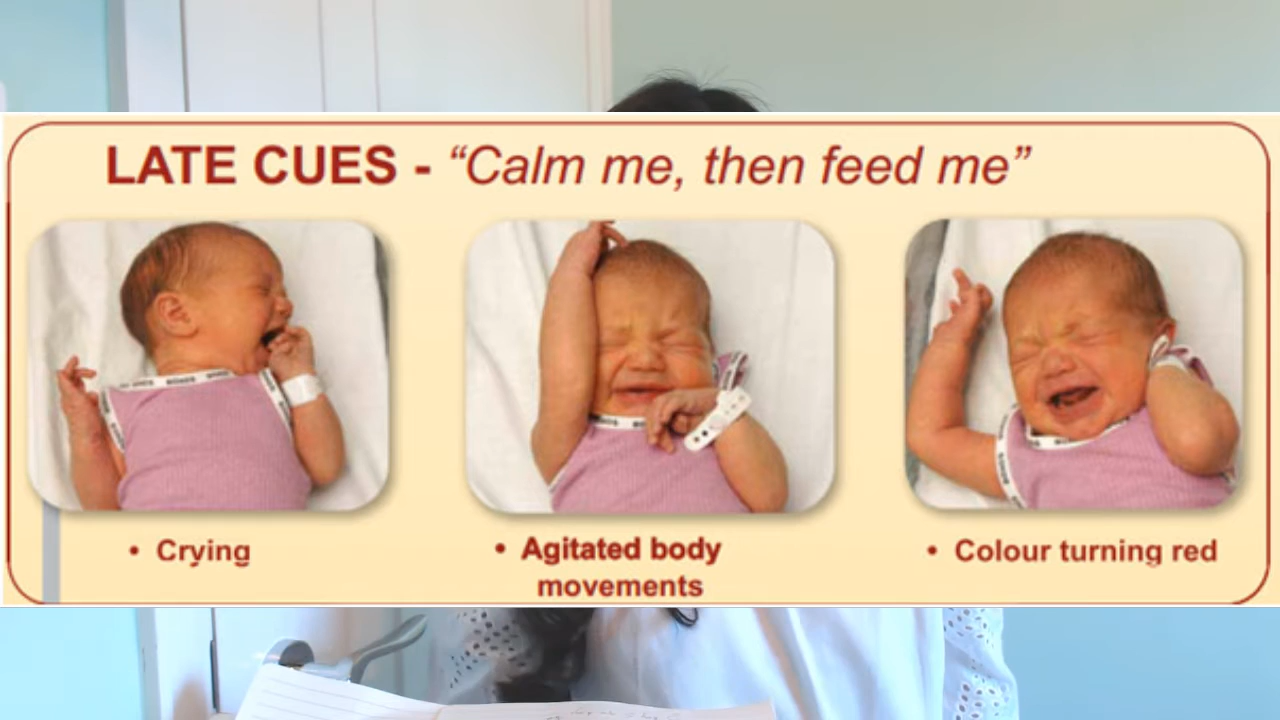 LATE CUES - “Calm me, then feed me”
• Crying
• Agitated body
movements
• Colour turning red